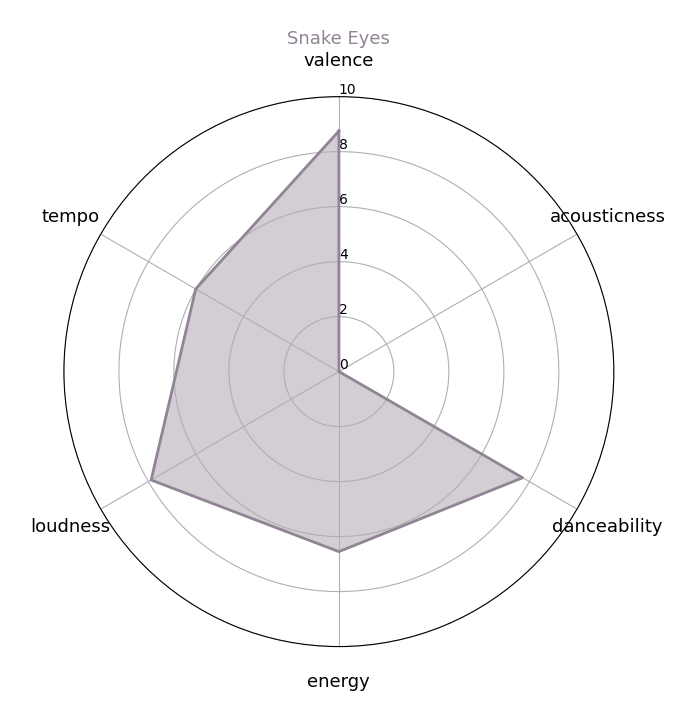 Snake Eyes
valence
10
8
tempo
6
acousticness
4
2
0
loudness
danceability
energy